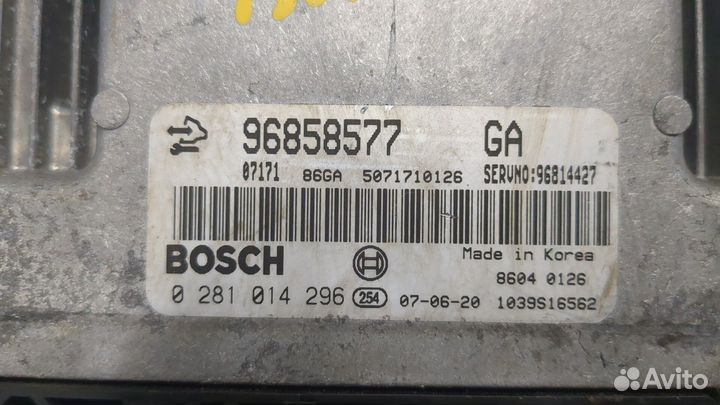 96858577 GA
07171 86GA 5071710126 SERVNO:96814427
BOSCH Made in Korea
8604 0126
0 281 014 296 254 07-06-20 1039S16562
Avito